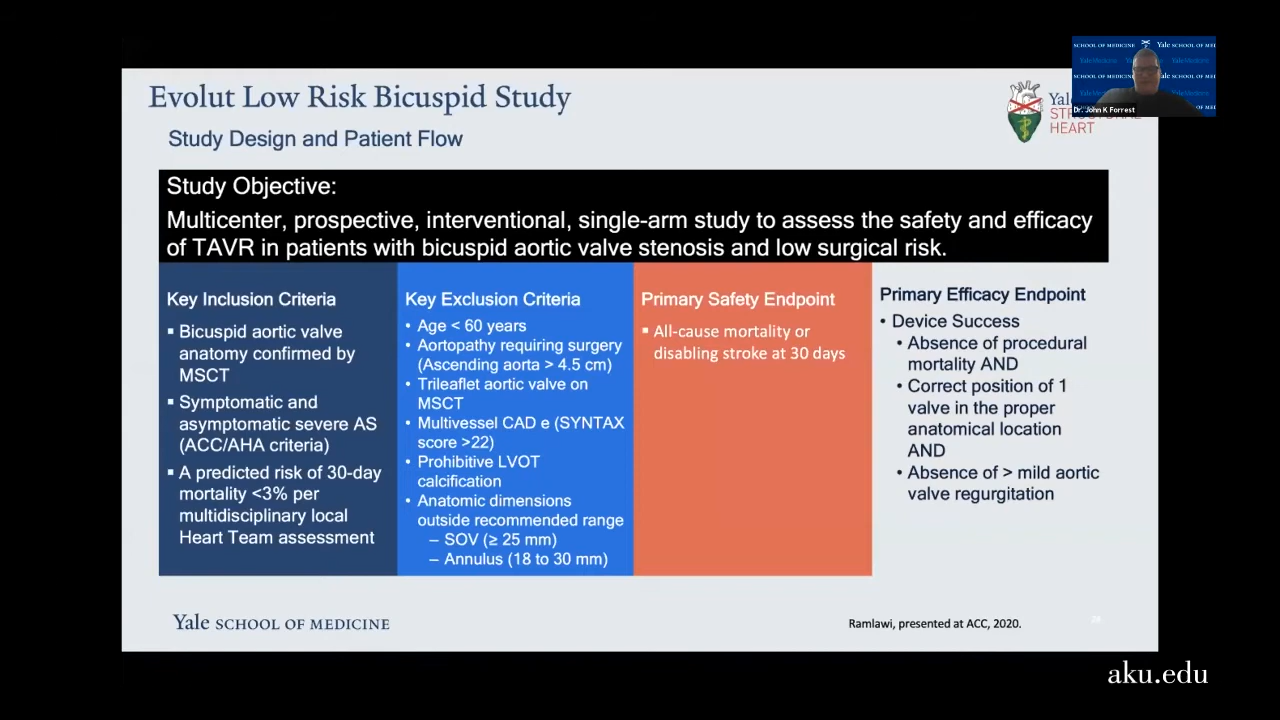 SCHOOL OF MEDICINE Yale SCHOOL OF MEI
YaleMedicine
Dr. John K Forrest
Evolut Low Risk Bicuspid Study
Study Design and Patient Flow
HEART
Study Objective:
Multicenter, prospective, interventional, single-arm study to assess the safety and efficacy
of TAVR in patients with bicuspid aortic valve stenosis and low surgical risk.
Key Inclusion Criteria
▪ Bicuspid aortic valve
anatomy confirmed by
MSCT
▪ Symptomatic and
asymptomatic severe AS
(ACC/AHA criteria)
▪ A predicted risk of 30-day
mortality <3% per
multidisciplinary local
Heart Team assessment
Key Exclusion Criteria
• Age < 60 years
• Aortopathy requiring surgery
(Ascending aorta > 4.5 cm)
• Trileaflet aortic valve on
MSCT
• Multivessel CAD e (SYNTAX
score >22)
• Prohibitive LVOT
calcification
• Anatomic dimensions
outside recommended range
– SOV (≥ 25 mm)
– Annulus (18 to 30 mm)
Primary Safety Endpoint
▪ All-cause mortality or
disabling stroke at 30 days
Primary Efficacy Endpoint
• Device Success
• Absence of procedural
mortality AND
• Correct position of 1
valve in the proper
anatomical location
AND
• Absence of > mild aortic
valve regurgitation
Yale SCHOOL OF MEDICINE
Ramlawi, presented at ACC, 2020.
aku.edu